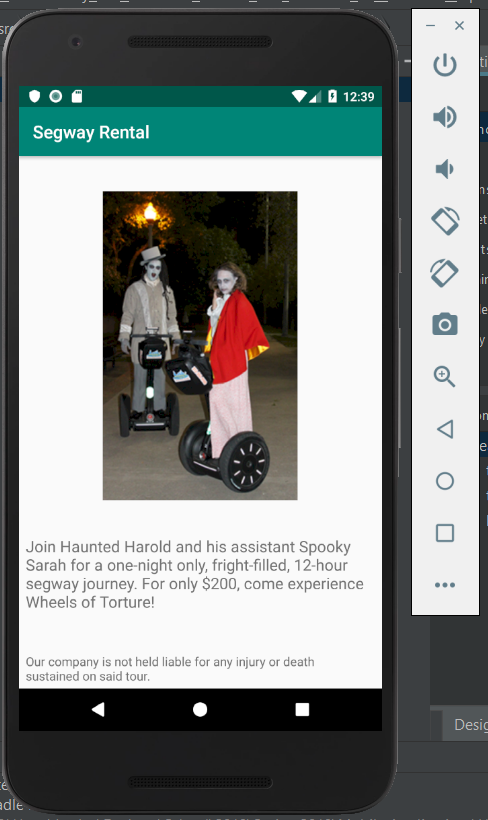 12:39
Segway Rental
Join Haunted Harold and his assistant Spooky
Sarah for a one-night only, fright-filled, 12-hour
segway journey. For only $200, come experience
Wheels of Torture!
Our company is not held liable for any injury or death
sustained on said tour.
Desig